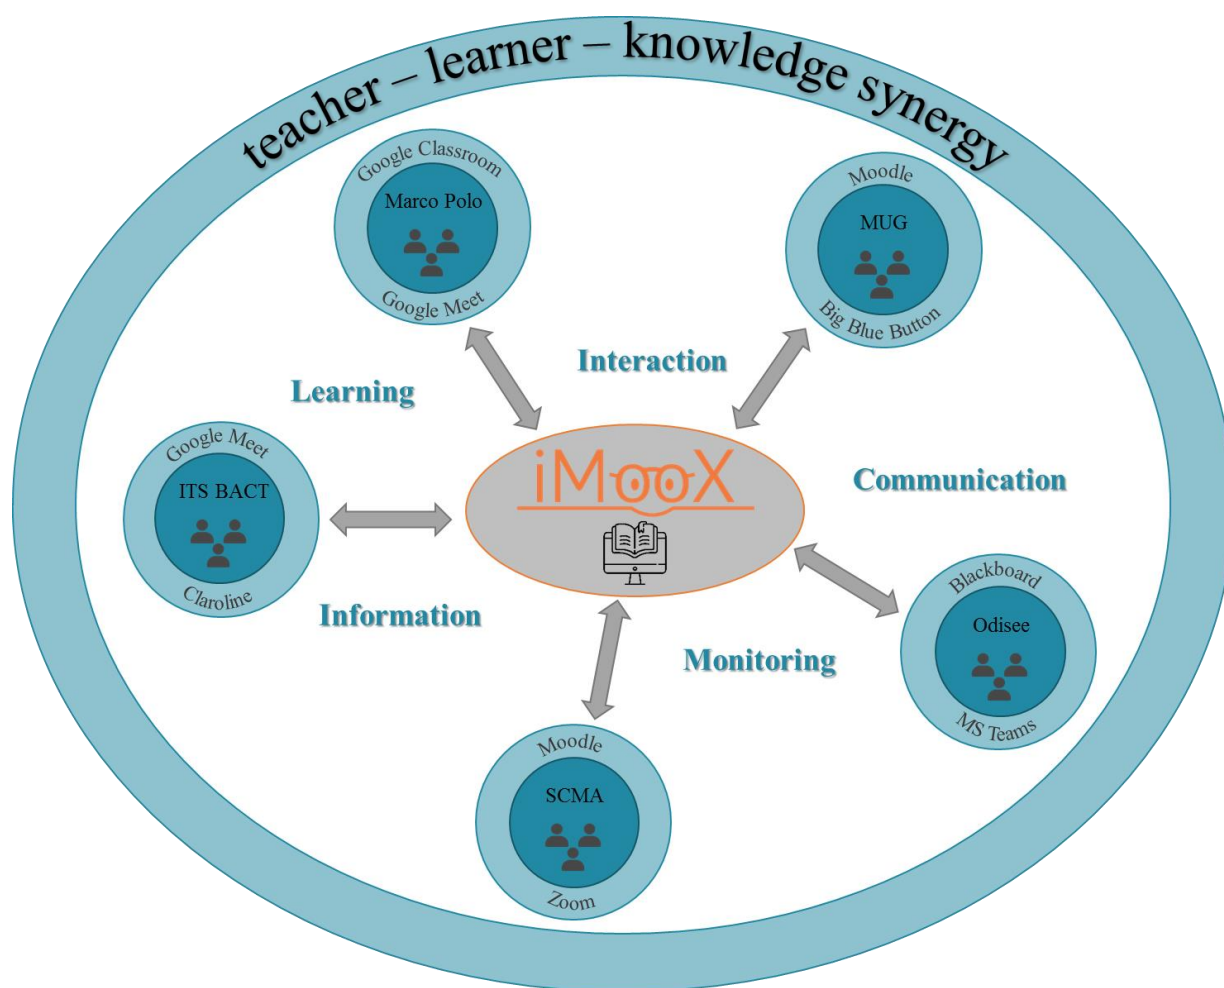 teacher – learner – knowledge synergy
Google Classroom
Marco Polo
Google Meet
Moodle
MUG
Big Blue Button
Interaction
Learning
iMooX
Communication
Google Meet
ITS BACT
Claroline
Information
Monitoring
Blackboard
Odisee
MS Teams
Moodle
SCMA
Zoom